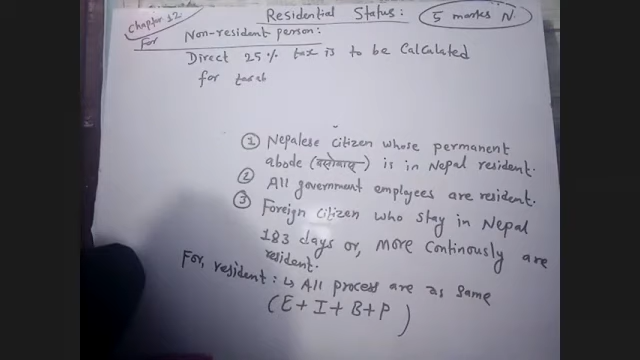 Chapter 12
Residential Status:
5 marks N.
For Non-resident person:
Direct 25% tax is to be Calculated
for taxab
① Nepalese citizen whose permanent
abode (बसोबास) is in Nepal resident.
② All government employees are resident.
③ Foreign Citizen who stay in Nepal
183 days or, more Continously are
resident.
For, resident: ↳ All process are as same
(E+I+B+P)